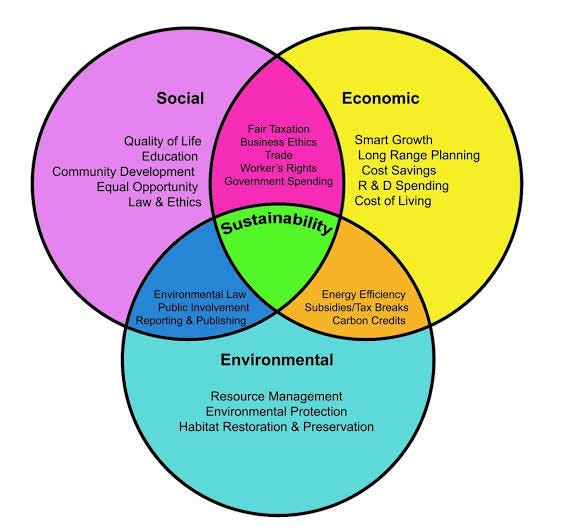 Social
Quality of Life
Education
Community Development
Equal Opportunity
Law & Ethics
Fair Taxation
Business Ethics
Trade
Worker's Rights
Government Spending
Economic
Smart Growth
Long Range Planning
Cost Savings
R & D Spending
Cost of Living
Sustainability
Environmental Law
Public Involvement
Reporting & Publishing
Energy Efficiency
Subsidies/Tax Breaks
Carbon Credits
Environmental
Resource Management
Environmental Protection
Habitat Restoration & Preservation